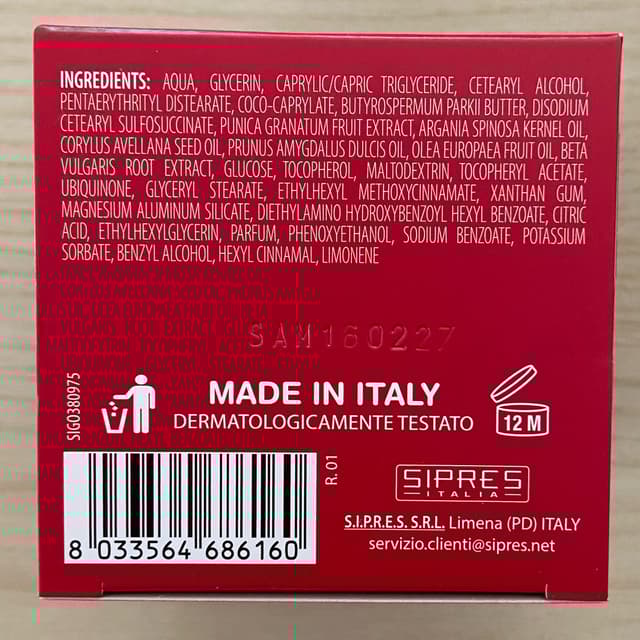 INGREDIENTS: AQUA, GLYCERIN, CAPRYLIC/CAPRIC TRIGLYCERIDE, CETEARYL ALCOHOL,
PENTAERYTHRITYL DISTEARATE, COCO-CAPRYLATE, BUTYROSPERMUM PARKII BUTTER, DISODIUM
CETEARYL SULFOSUCCINATE, PUNICA GRANATUM FRUIT EXTRACT, ARGANIA SPINOSA KERNEL OIL,
CORYLUS AVELLANA SEED OIL, PRUNUS AMYGDALUS DULCIS OIL, OLEA EUROPAEA FRUIT OIL, BETA
VULGARIS ROOT EXTRACT, GLUCOSE, TOCOPHEROL, MALTODEXTRIN, TOCOPHERYL ACETATE,
UBIQUINONE, GLYCERYL STEARATE, ETHYLHEXYL METHOXYCINNAMATE, XANTHAN GUM,
MAGNESIUM ALUMINUM SILICATE, DIETHYLAMINO HYDROXYBENZOYL HEXYL BENZOATE, CITRIC
ACID, ETHYLHEXYLGLYCERIN, PARFUM, PHENOXYETHANOL, SODIUM BENZOATE, POTASSIUM
SORBATE, BENZYL ALCOHOL, HEXYL CINNAMAL, LIMONENE
SAM160227
SIGO380975
MADE IN ITALY
DERMATOLOGICAMENTE TESTATO
12 M
R. 01
SIPRES
ITALIA
S.I.P.R.E.S. S.R.L. Limena (PD) ITALY
servizio.clienti@sipres.net
8 033564 686160